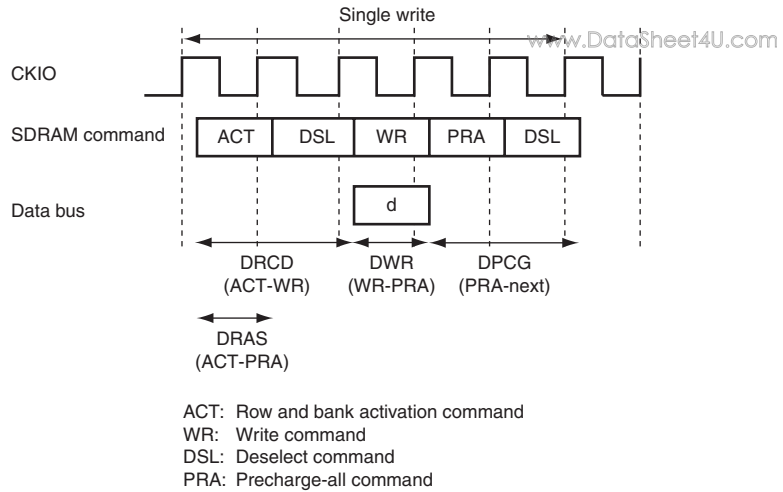 Single write
www.DataSheet4U.com
CKIO
SDRAM command ACT DSL WR PRA DSL
Data bus d
DRCD DWR DPCG
(ACT-WR) (WR-PRA) (PRA-next)
DRAS
(ACT-PRA)
ACT: Row and bank activation command
WR: Write command
DSL: Deselect command
PRA: Precharge-all command